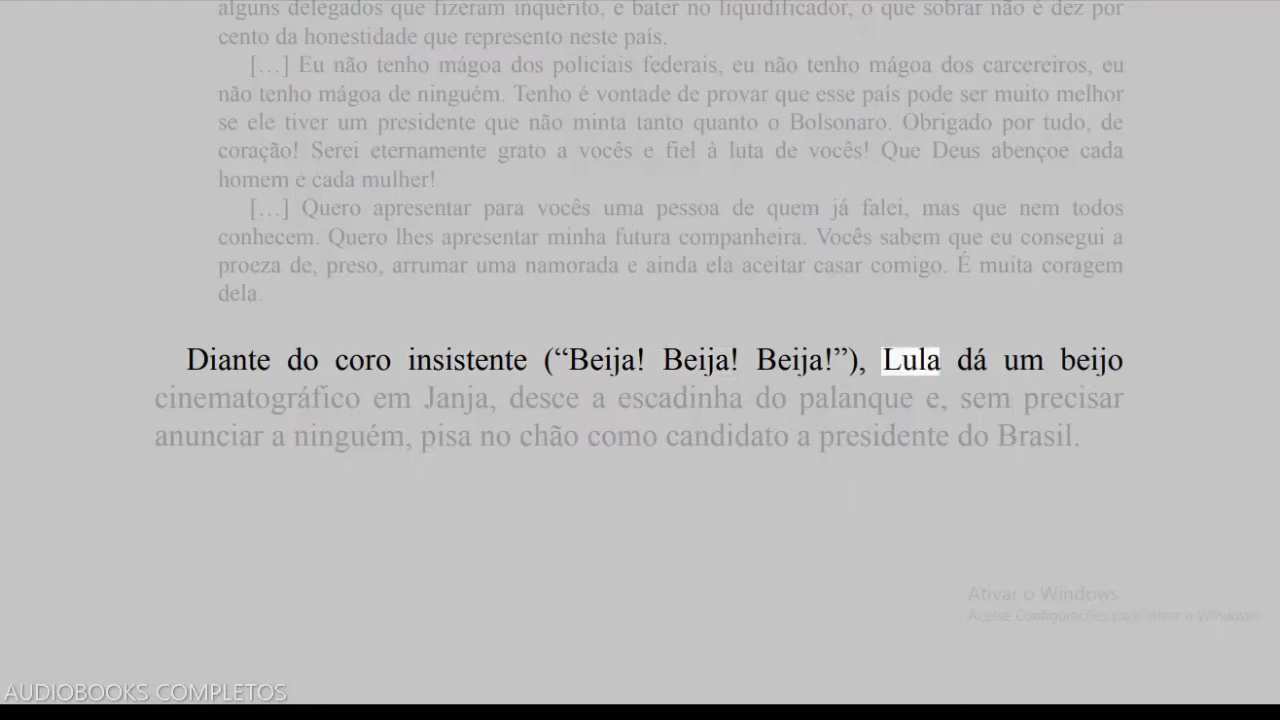 alguns delegados que fizeram inquérito, e bater no liquidificador, o que sobrar não é dez por
cento da honestidade que represento neste país.
[…] Eu não tenho mágoa dos policiais federais, eu não tenho mágoa dos carcereiros, eu
não tenho mágoa de ninguém. Tenho é vontade de provar que esse país pode ser muito melhor
se ele tiver um presidente que não minta tanto quanto o Bolsonaro. Obrigado por tudo, de
coração! Serei eternamente grato a vocês e fiel à luta de vocês! Que Deus abençoe cada
homem e cada mulher!
[…] Quero apresentar para vocês uma pessoa de quem já falei, mas que nem todos
conhecem. Quero lhes apresentar minha futura companheira. Vocês sabem que eu consegui a
proeza de, preso, arrumar uma namorada e ainda ela aceitar casar comigo. É muita coragem
dela.
Diante do coro insistente (“Beija! Beija! Beija!”), Lula dá um beijo
cinematográfico em Janja, desce a escadinha do palanque e, sem precisar
anunciar a ninguém, pisa no chão como candidato a presidente do Brasil.
Ativar o Windows
Acesse Configurações para ativar o Windows.
AUDIOBOOKS COMPLETOS